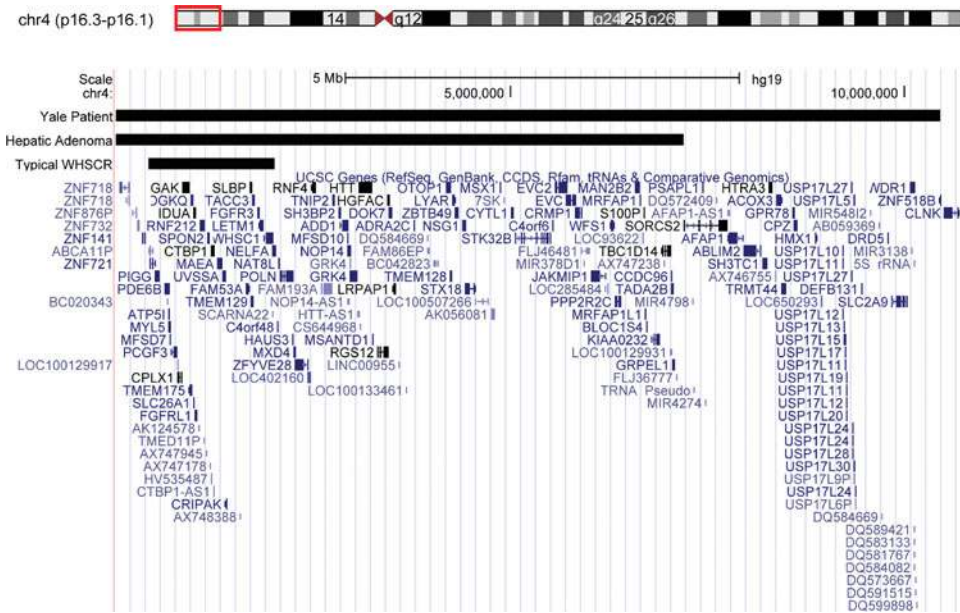 chr4 (p16.3-p16.1) 14 q12 q24 25 q26
Scale 5 Mb hg19
chr4: 5,000,000 10,000,000
Yale Patient
Hepatic Adenoma
Typical WHSCR
UCSC Genes (RefSeq, GenBank, CCDS, Rfam, tRNAs & Comparative Genomics)
ZNF718 GAK SLBP RNF4 HTT OTOP1 MSX1 EVC2 MAN2B2 PSAPL1 HTRA3 USP17L27 WDR1
ZNF718 DGKQ TACC3 TNIP2 HGFAC LYAR 7SK EVC MRFAP1 DQ572409 ACOX3 USP17L5 ZNF518B
ZNF876P IDUA FGFR3 SH3BP2 DOK7 ZBTB49 CYTL1 CRMP1 S100P AFAP1-AS1 GPR78 MIR548I2 CLNK
ZNF732 RNF212 LETM1 ADD1 ADRA2C NSG1 C4orf6 WFS1 SORCS2 CPZ AB059369
ZNF141 SPON2 WHSC1 MFSD10 DQ584669 STK32B LOC93622 AFAP1 HMX1 DRD5
ABCA11P CTBP1 NELFA NOP14 FAM86EP FLJ46481 TBC1D14 ABLIM2 USP17L10 MIR3138
ZNF721 MAEA NAT8L GRK4 BC042823 MIR378D1 AX747238 SH3TC1 USP17L11 5S rRNA
PIGG UVSSA POLN GRK4 TMEM128 JAKMIP1 CCDC96 AX746755 USP17L27
PDE6B FAM53A FAM193A LRPAP1 STX18 LOC285484 TADA2B TRMT44 DEFB131
BC020343 TMEM129 NOP14-AS1 LOC100507266 PPP2R2C MIR4798 LOC650293 SLC2A9
ATP5I SCARNA22 HTT-AS1 AK056081 MRFAP1L1 USP17L12
MYL5 C4orf48 CS644968 BLOC1S4 USP17L13
MFSD7 HAUS3 MSANTD1 KIAA0232 USP17L15
PCGF3 MXD4 RGS12 LOC100129931 USP17L17
LOC100129917 ZFYVE28 LINC00955 GRPEL1 USP17L11
CPLX1 LOC402160 FLJ36777 USP17L19
TMEM175 LOC100133461 TRNA Pseudo USP17L11
SLC26A1 MIR4274 USP17L12
FGFRL1 USP17L20
AK124578 USP17L24
TMED11P USP17L24
AX747945 USP17L28
AX747178 USP17L30
HV535487 USP17L9P
CTBP1-AS1 USP17L24
CRIPAK USP17L6P
AX748388 DQ584669
DQ589421
DQ583133
DQ581767
DQ584082
DQ573667
DQ591515
DQ599898